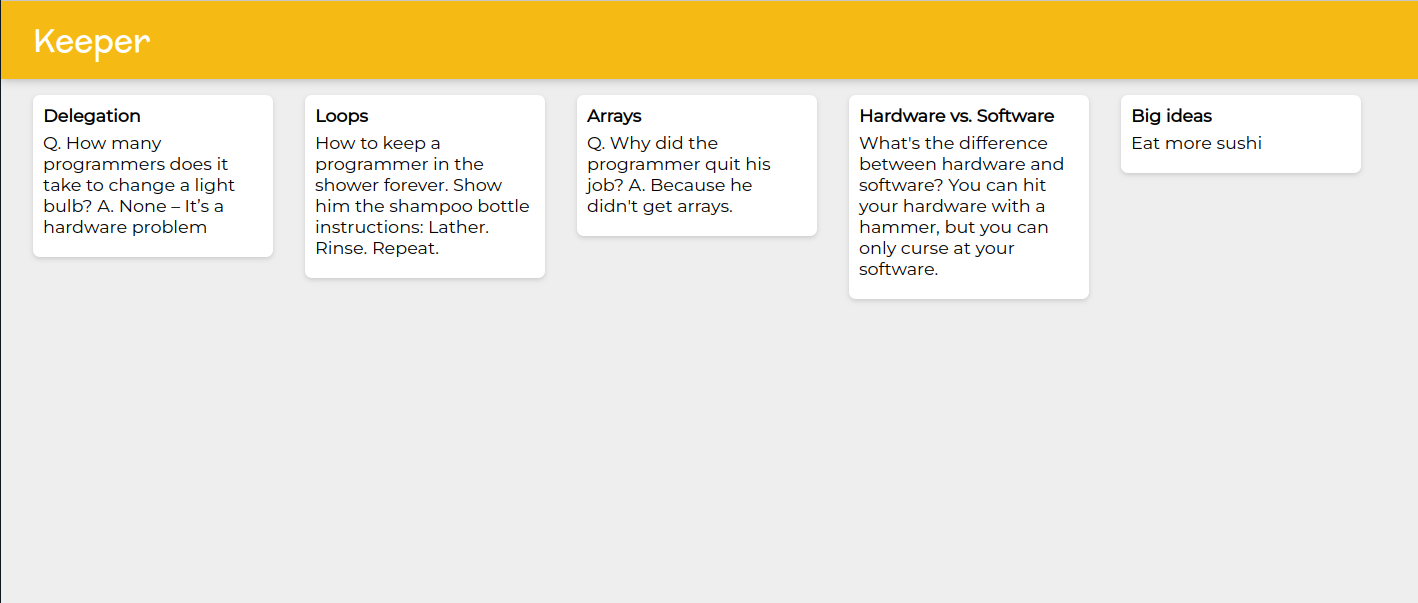 Keeper
Delegation
Q. How many
programmers does it
take to change a light
bulb? A. None – It’s a
hardware problem
Loops
How to keep a
programmer in the
shower forever. Show
him the shampoo bottle
instructions: Lather.
Rinse. Repeat.
Arrays
Q. Why did the
programmer quit his
job? A. Because he
didn't get arrays.
Hardware vs. Software
What's the difference
between hardware and
software? You can hit
your hardware with a
hammer, but you can
only curse at your
software.
Big ideas
Eat more sushi